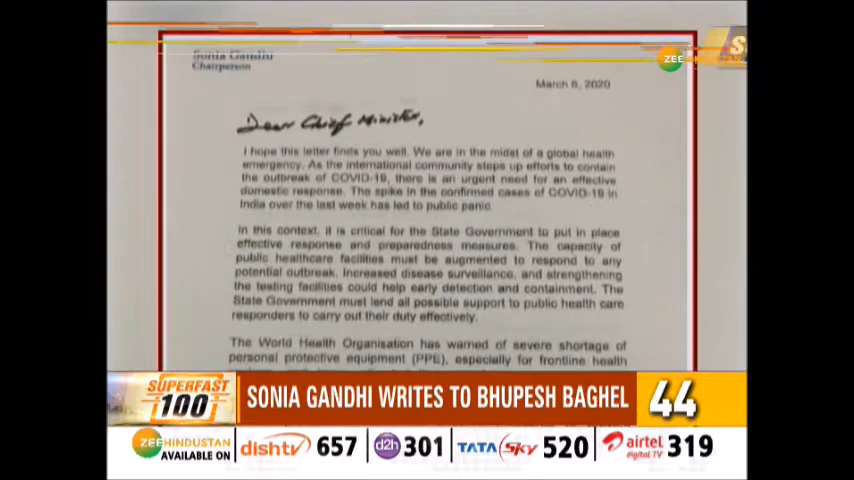 Sonia Gandhi
Chairperson
ZEE
S
March 6, 2020
Dear Chief Minister,
I hope this letter finds you well. We are in the midst of a global health
emergency. As the international community steps up efforts to contain
the outbreak of COVID-19, there is an urgent need for an effective
domestic response. The spike in the confirmed cases of COVID-19 in
India over the last week has led to public panic.
In this context, it is critical for the State Government to put in place
effective response and preparedness measures. The capacity of
public healthcare facilities must be augmented to respond to any
potential outbreak. Increased disease surveillance, and strengthening
the testing facilities could help early detection and containment. The
State Government must lend all possible support to public health care
responders to carry out their duty effectively.
The World Health Organisation has warned of severe shortage of
personal protective equipment (PPE), especially for frontline health
SUPERFAST
100
SONIA GANDHI WRITES TO BHUPESH BAGHEL
44
ZEE HINDUSTAN
AVAILABLE ON
dishtv 657
d2h 301
TATA Sky 520
airtel digital TV 319